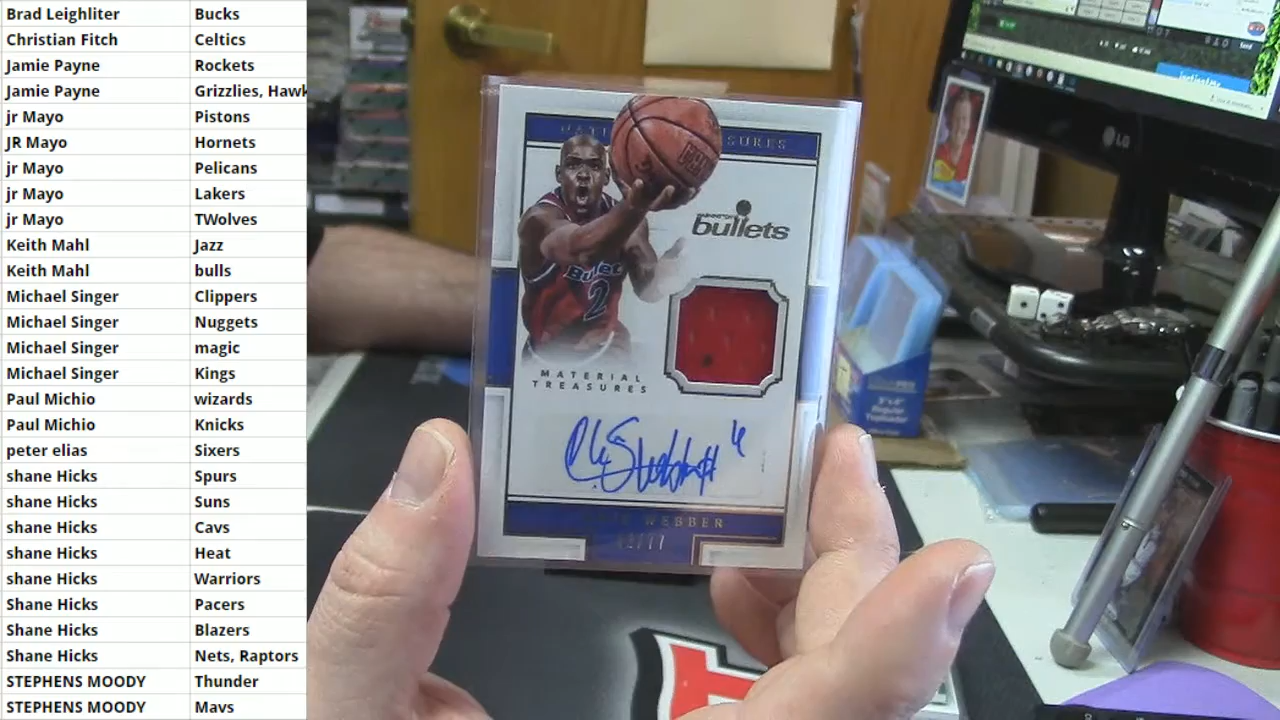 Brad Leighliter Bucks
Christian Fitch Celtics
Jamie Payne Rockets
Jamie Payne Grizzlies, Hawk
jr Mayo Pistons
JR Mayo Hornets
jr Mayo Pelicans
jr Mayo Lakers
jr Mayo TWolves
Keith Mahl Jazz
Keith Mahl bulls
Michael Singer Clippers
Michael Singer Nuggets
Michael Singer magic
Michael Singer Kings
Paul Michio wizards
Paul Michio Knicks
peter elias Sixers
shane Hicks Spurs
shane Hicks Suns
shane Hicks Cavs
shane Hicks Heat
shane Hicks Warriors
Shane Hicks Pacers
Shane Hicks Blazers
Shane Hicks Nets, Raptors
STEPHENS MOODY Thunder
STEPHENS MOODY Mavs
WASHINGTON
bullets
Bullets
2
MATERIAL
TREASURES
WEBBER
LG